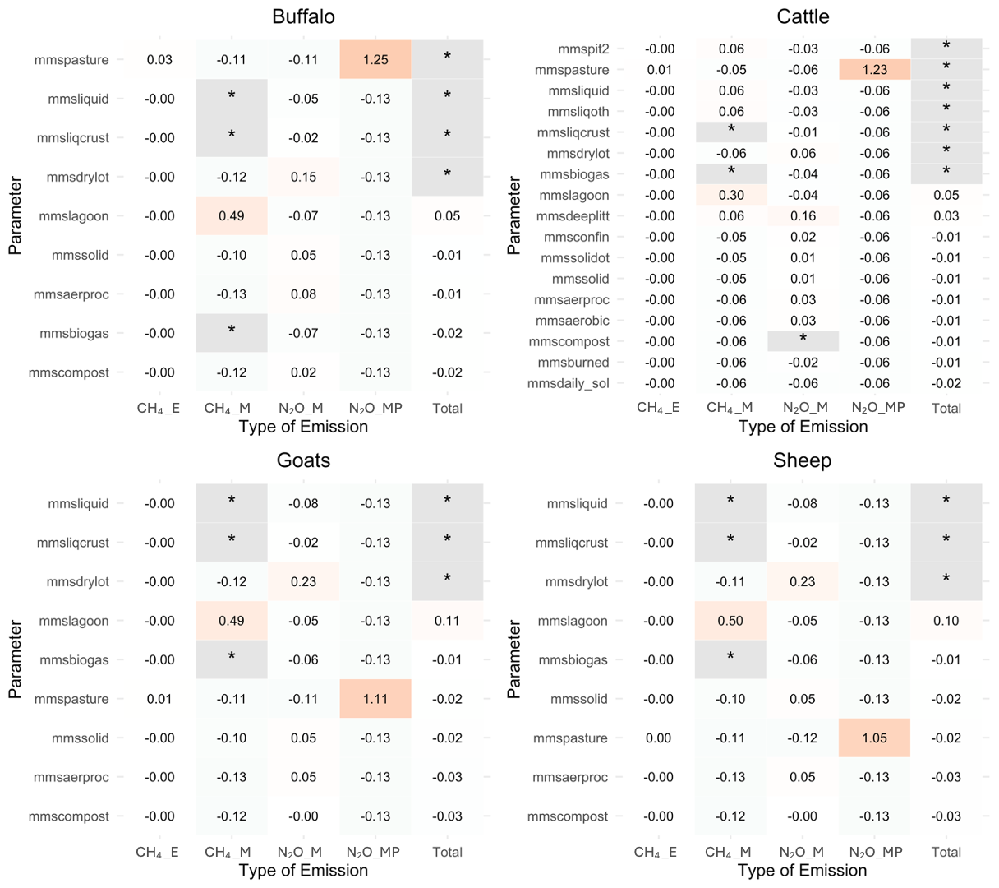 Buffalo
Parameter
mmspasture 0.03 -0.11 -0.11 1.25 *
mmsliquid -0.00 * -0.05 -0.13 *
mmsliqcrust -0.00 * -0.02 -0.13 *
mmsdrylot -0.00 -0.12 0.15 -0.13 *
mmslagoon -0.00 0.49 -0.07 -0.13 0.05
mmssolid -0.00 -0.10 0.05 -0.13 -0.01
mmsaerproc -0.00 -0.13 0.08 -0.13 -0.01
mmsbiogas -0.00 * -0.07 -0.13 -0.02
mmscompost -0.00 -0.12 0.02 -0.13 -0.02
CH₄_E CH₄_M N₂O_M N₂O_MP Total
Type of Emission
Cattle
Parameter
mmspit2 -0.00 0.06 -0.03 -0.06 *
mmspasture 0.01 -0.05 -0.06 1.23 *
mmsliquid -0.00 0.06 -0.03 -0.06 *
mmsliqoth -0.00 0.06 -0.03 -0.06 *
mmsliqcrust -0.00 * -0.01 -0.06 *
mmsdrylot -0.00 -0.06 0.06 -0.06 *
mmsbiogas -0.00 * -0.04 -0.06 *
mmslagoon -0.00 0.30 -0.04 -0.06 0.05
mmsdeeplitt -0.00 0.06 0.16 -0.06 0.03
mmsconfin -0.00 -0.05 0.02 -0.06 -0.01
mmssolidot -0.00 -0.05 0.01 -0.06 -0.01
mmssolid -0.00 -0.05 0.01 -0.06 -0.01
mmsaerproc -0.00 -0.06 0.03 -0.06 -0.01
mmsaerobic -0.00 -0.06 0.03 -0.06 -0.01
mmscompost -0.00 -0.06 * -0.06 -0.01
mmsburned -0.00 -0.06 -0.02 -0.06 -0.01
mmsdaily_sol -0.00 -0.06 -0.06 -0.06 -0.02
CH₄_E CH₄_M N₂O_M N₂O_MP Total
Type of Emission
Goats
Parameter
mmsliquid -0.00 * -0.08 -0.13 *
mmsliqcrust -0.00 * -0.02 -0.13 *
mmsdrylot -0.00 -0.12 0.23 -0.13 *
mmslagoon -0.00 0.49 -0.05 -0.13 0.11
mmsbiogas -0.00 * -0.06 -0.13 -0.01
mmspasture 0.01 -0.11 -0.11 1.11 -0.02
mmssolid -0.00 -0.10 0.05 -0.13 -0.02
mmsaerproc -0.00 -0.13 0.05 -0.13 -0.03
mmscompost -0.00 -0.12 -0.00 -0.13 -0.03
CH₄_E CH₄_M N₂O_M N₂O_MP Total
Type of Emission
Sheep
Parameter
mmsliquid -0.00 * -0.08 -0.13 *
mmsliqcrust -0.00 * -0.02 -0.13 *
mmsdrylot -0.00 -0.11 0.23 -0.13 *
mmslagoon -0.00 0.50 -0.05 -0.13 0.10
mmsbiogas -0.00 * -0.06 -0.13 -0.01
mmssolid -0.00 -0.10 0.05 -0.13 -0.02
mmspasture 0.00 -0.11 -0.12 1.05 -0.02
mmsaerproc -0.00 -0.13 0.05 -0.13 -0.03
mmscompost -0.00 -0.12 -0.00 -0.13 -0.03
CH₄_E CH₄_M N₂O_M N₂O_MP Total
Type of Emission